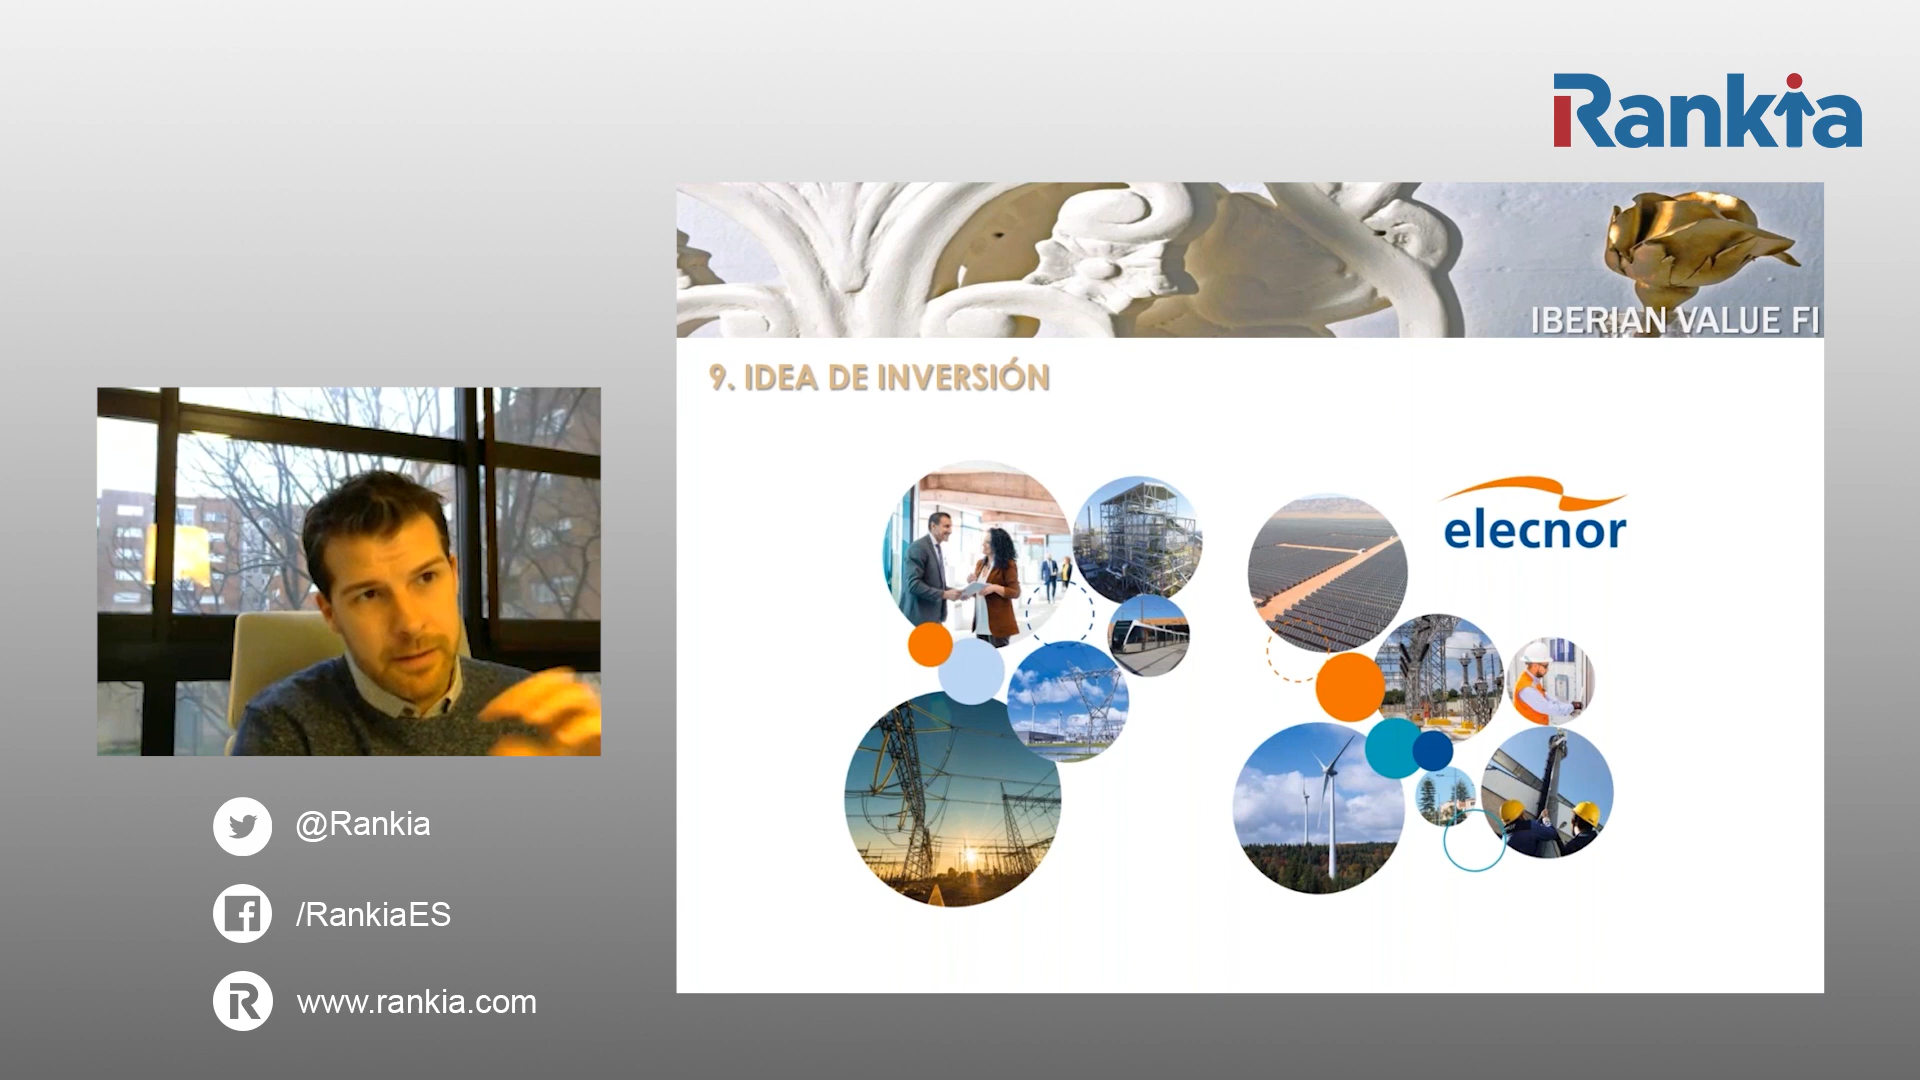 Rankia
IBERIAN VALUE FI
9. IDEA DE INVERSIÓN
elecnor
@Rankia
/RankiaES
www.rankia.com